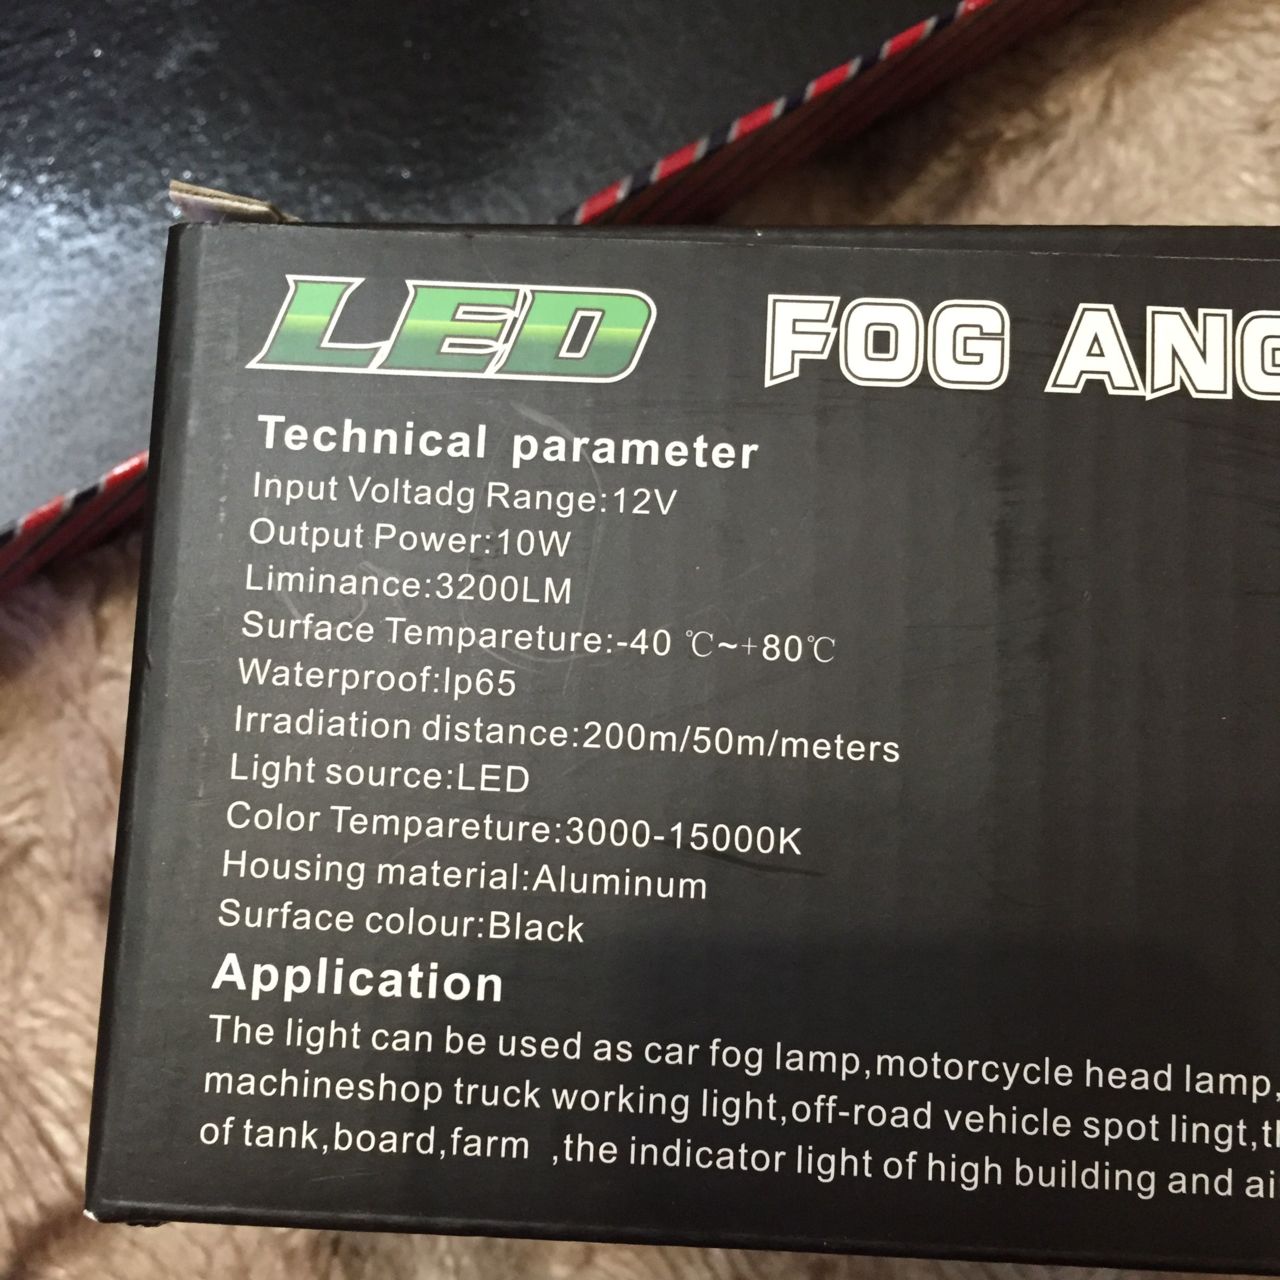 LED FOG ANG
Technical parameter
Input Voltadg Range:12V
Output Power:10W
Liminance:3200LM
Surface Tempareture:-40 ℃~+80℃
Waterproof:Ip65
Irradiation distance:200m/50m/meters
Light source:LED
Color Tempareture:3000-15000K
Housing material:Aluminum
Surface colour:Black
Application
The light can be used as car fog lamp,motorcycle head lamp,
machineshop truck working light,off-road vehicle spot lingt,
of tank,board,farm ,the indicator light of high building and